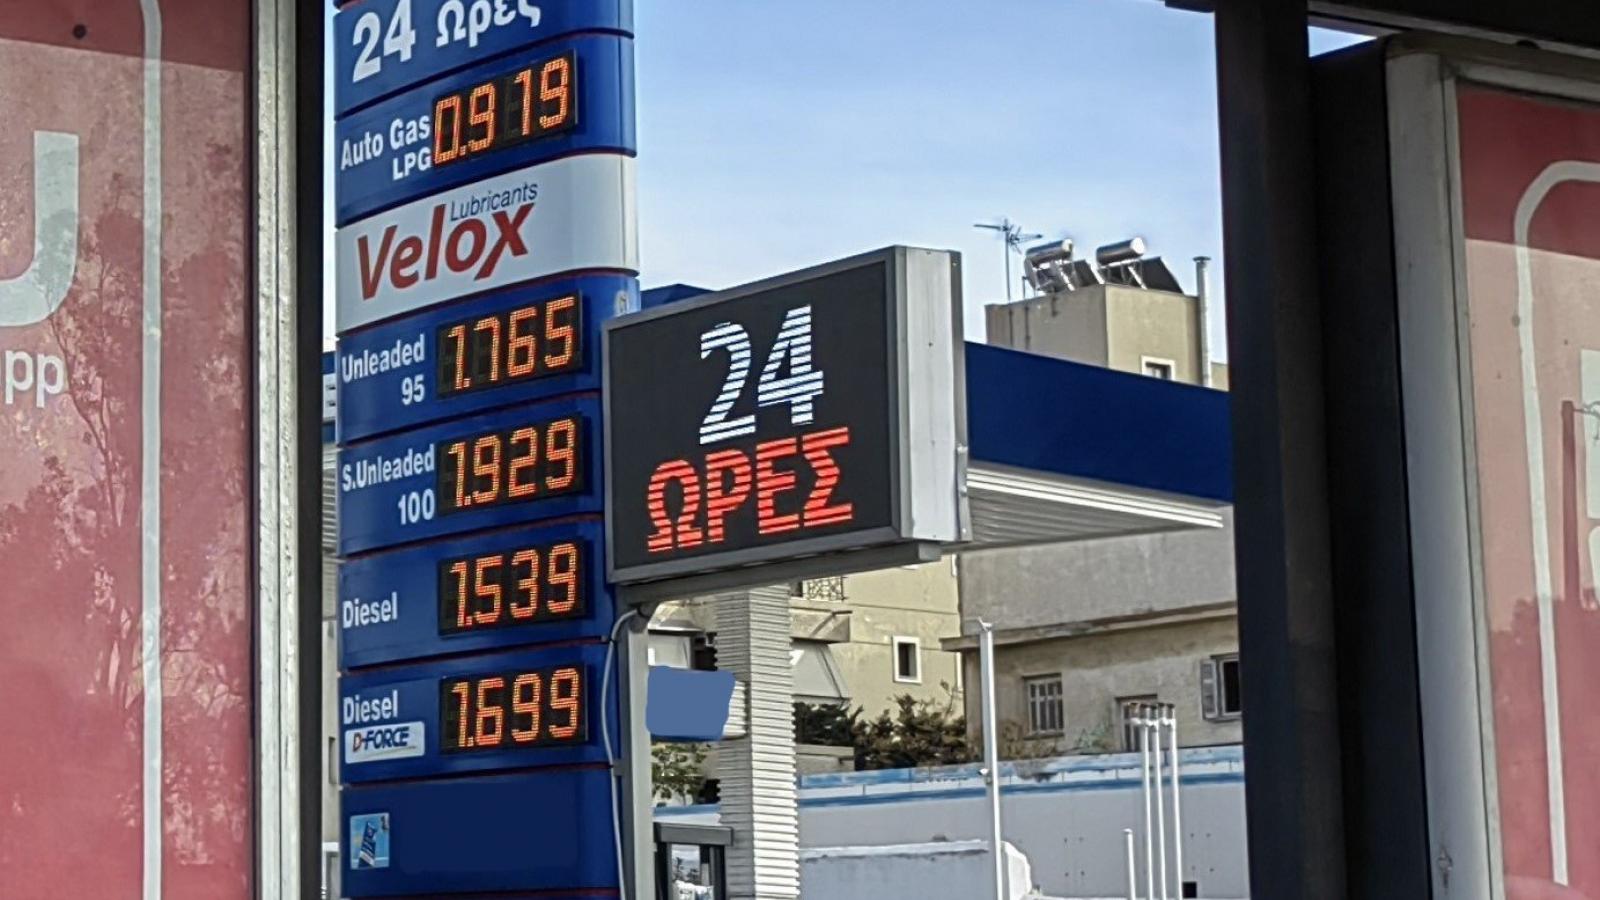 24 Ωρες
Auto Gas
LPG
0.919
Lubricants
Velox
Unleaded
95
1.765
S.Unleaded
100
1.929
Diesel
1.539
Diesel
D-FORCE
1.699
24
ΩΡΕΣ
pp